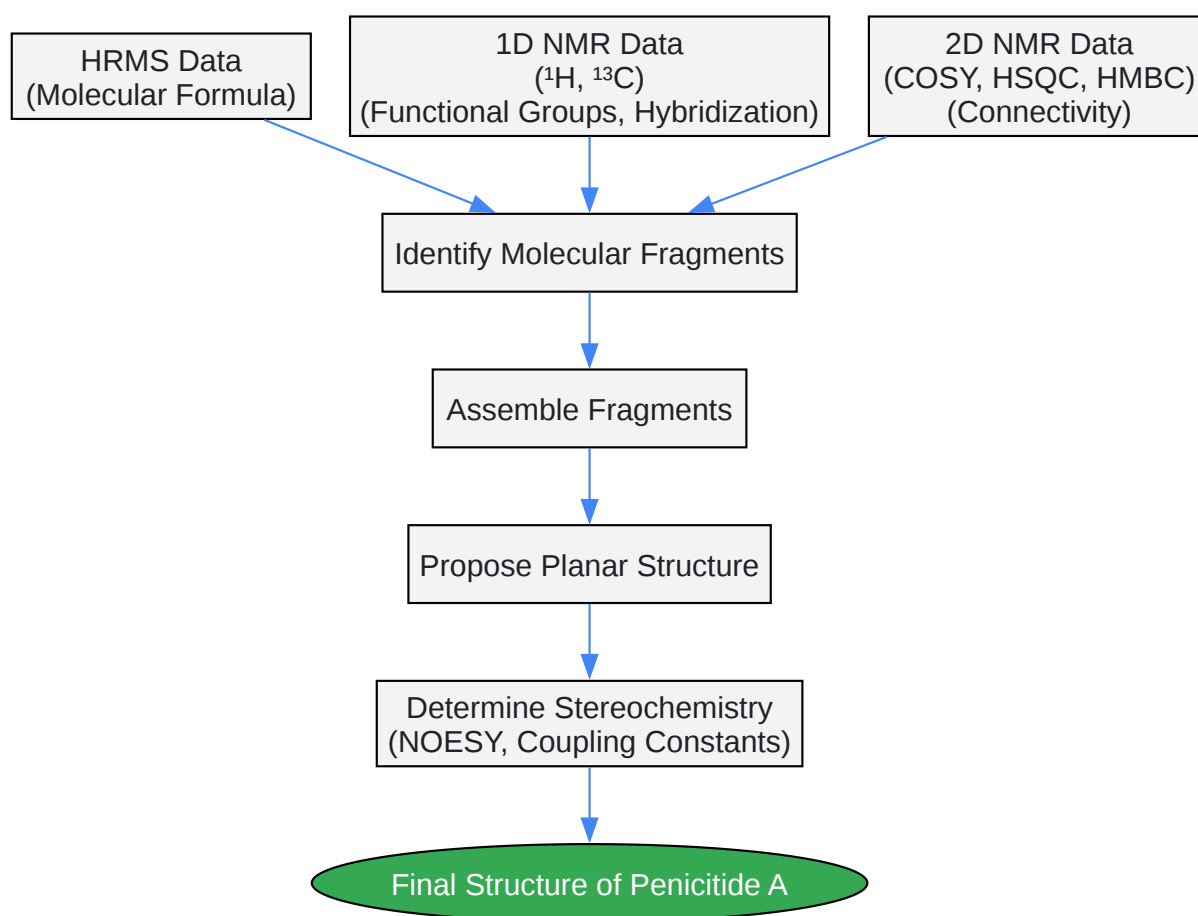 HRMS Data
(Molecular Formula)
1D NMR Data
(¹H, ¹³C)
(Functional Groups, Hybridization)
2D NMR Data
(COSY, HSQC, HMBC)
(Connectivity)
Identify Molecular Fragments
Assemble Fragments
Propose Planar Structure
Determine Stereochemistry
(NOESY, Coupling Constants)
Final Structure of Penicitide A